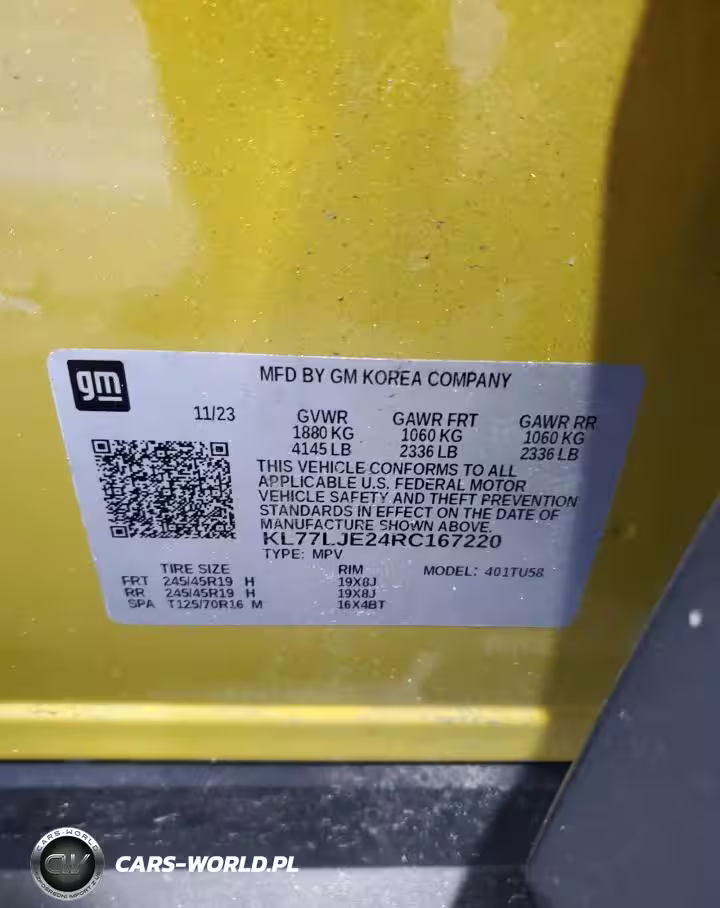 gm
MFD BY GM KOREA COMPANY
11/23
GVWR GAWR FRT GAWR RR
1880 KG 1060 KG 1060 KG
4145 LB 2336 LB 2336 LB
THIS VEHICLE CONFORMS TO ALL
APPLICABLE U.S. FEDERAL MOTOR
VEHICLE SAFETY AND THEFT PREVENTION
STANDARDS IN EFFECT ON THE DATE OF
MANUFACTURE SHOWN ABOVE.
KL77LJE24RC167220
TYPE: MPV
TIRE SIZE RIM MODEL: 401TU58
FRT 245/45R19 H 19X8J
RR 245/45R19 H 19X8J
SPA T125/70R16 M 16X4BT
CARS-WORLD
CW
CARS-WORLD.PL